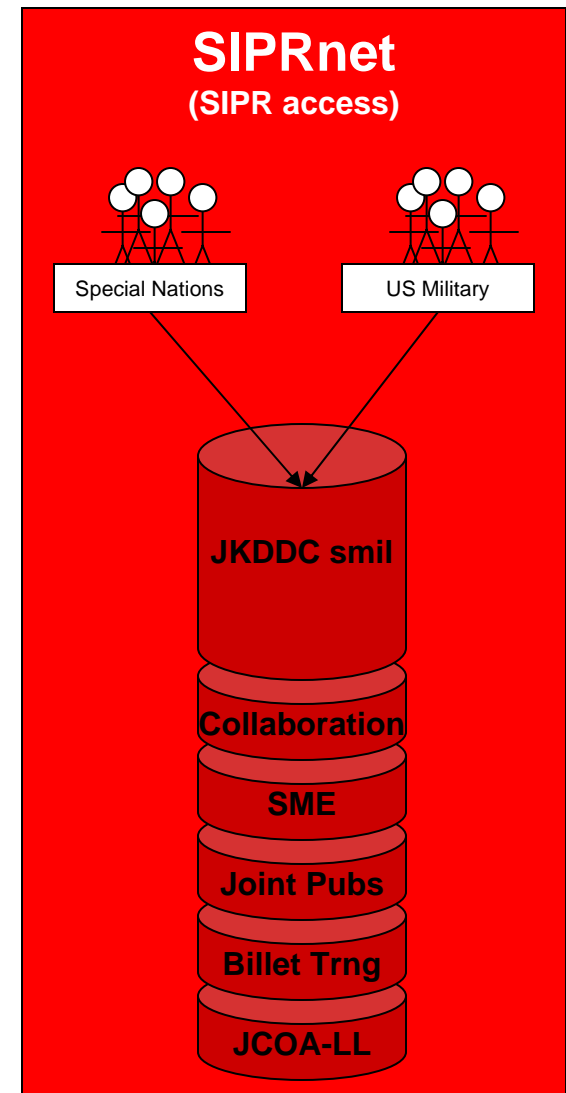 SIPRnet
(SIPR access)
Special Nations
US Military
JKDDC smil
Collaboration
SME
Joint Pubs
Billet Trng
JCOA-LL